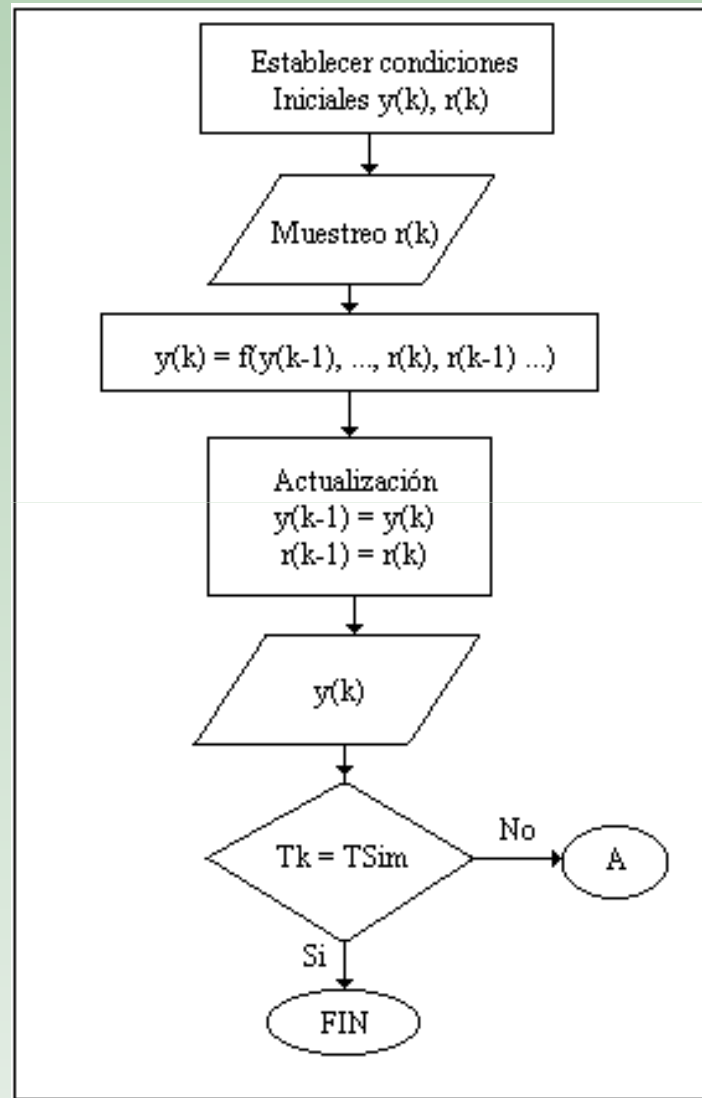 Establecer condiciones
Iniciales y(k), r(k)
Muestreo r(k)
y(k) = f(y(k-1), ..., r(k), r(k-1) ...)
Actualización
y(k-1) = y(k)
r(k-1) = r(k)
y(k)
Tk = TSim
No
A
Si
FIN